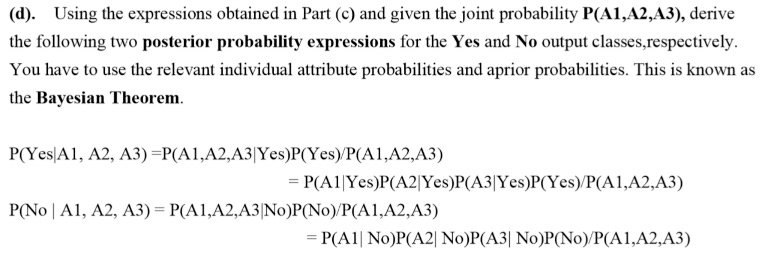 (d). Using the expressions obtained in Part (c) and given the joint probability P(A1,A2,A3), derive
the following two posterior probability expressions for the Yes and No output classes,respectively.
You have to use the relevant individual attribute probabilities and aprior probabilities. This is known as
the Bayesian Theorem.
P(Yes|A1, A2, A3) =P(A1,A2,A3|Yes)P(Yes)/P(A1,A2,A3)
= P(A1|Yes)P(A2|Yes)P(A3|Yes)P(Yes)/P(A1,A2,A3)
P(No | A1, A2, A3) = P(A1,A2,A3|No)P(No)/P(A1,A2,A3)
= P(A1| No)P(A2| No)P(A3| No)P(No)/P(A1,A2,A3)